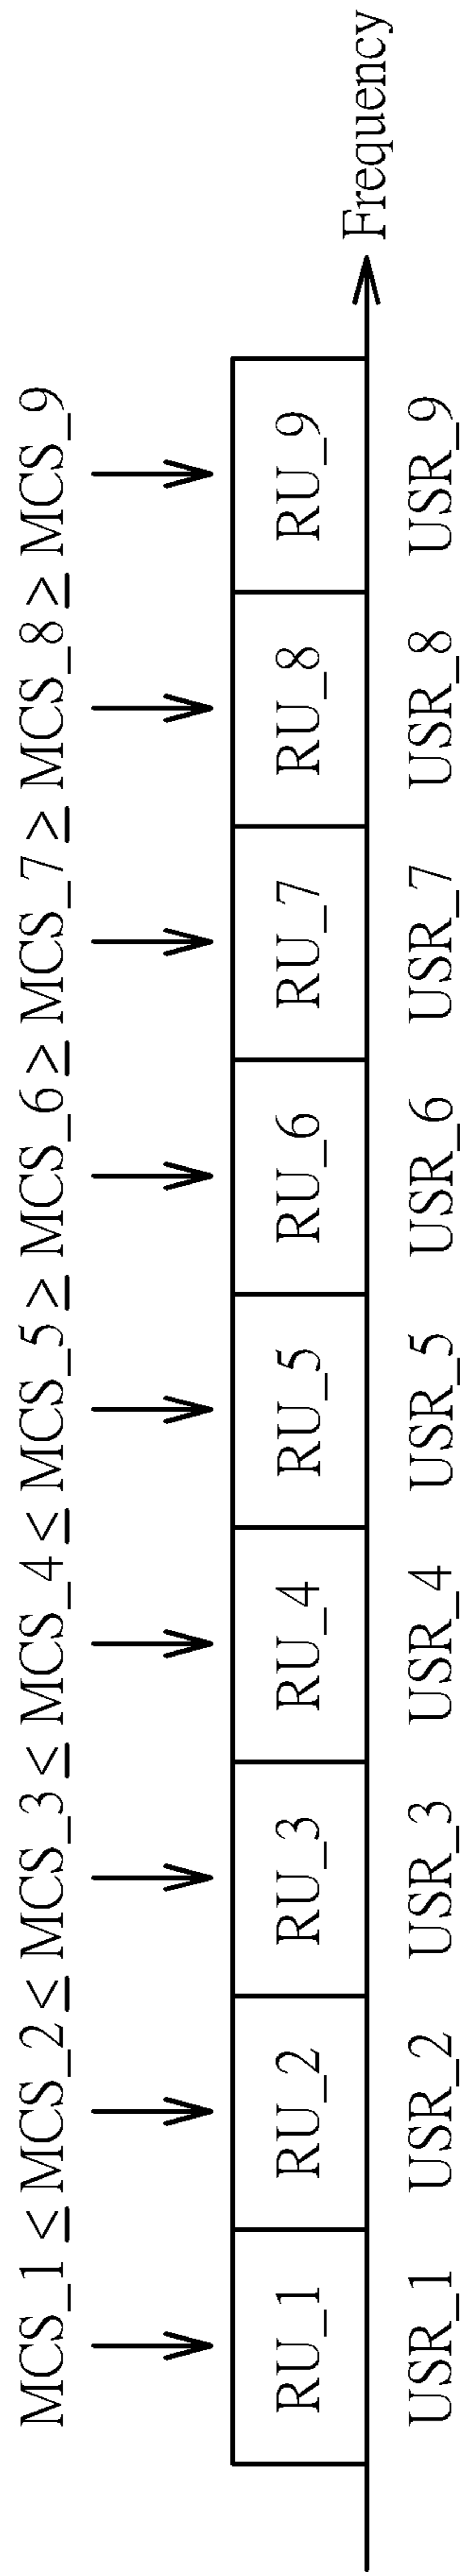 MCS_1 ≤ MCS_2 ≤ MCS_3 ≤ MCS_4 ≤ MCS_5 ≥ MCS_6 ≥ MCS_7 ≥ MCS_8 ≥ MCS_9
RU_1 RU_2 RU_3 RU_4 RU_5 RU_6 RU_7 RU_8 RU_9
Frequency
USR_1 USR_2 USR_3 USR_4 USR_5 USR_6 USR_7 USR_8 USR_9